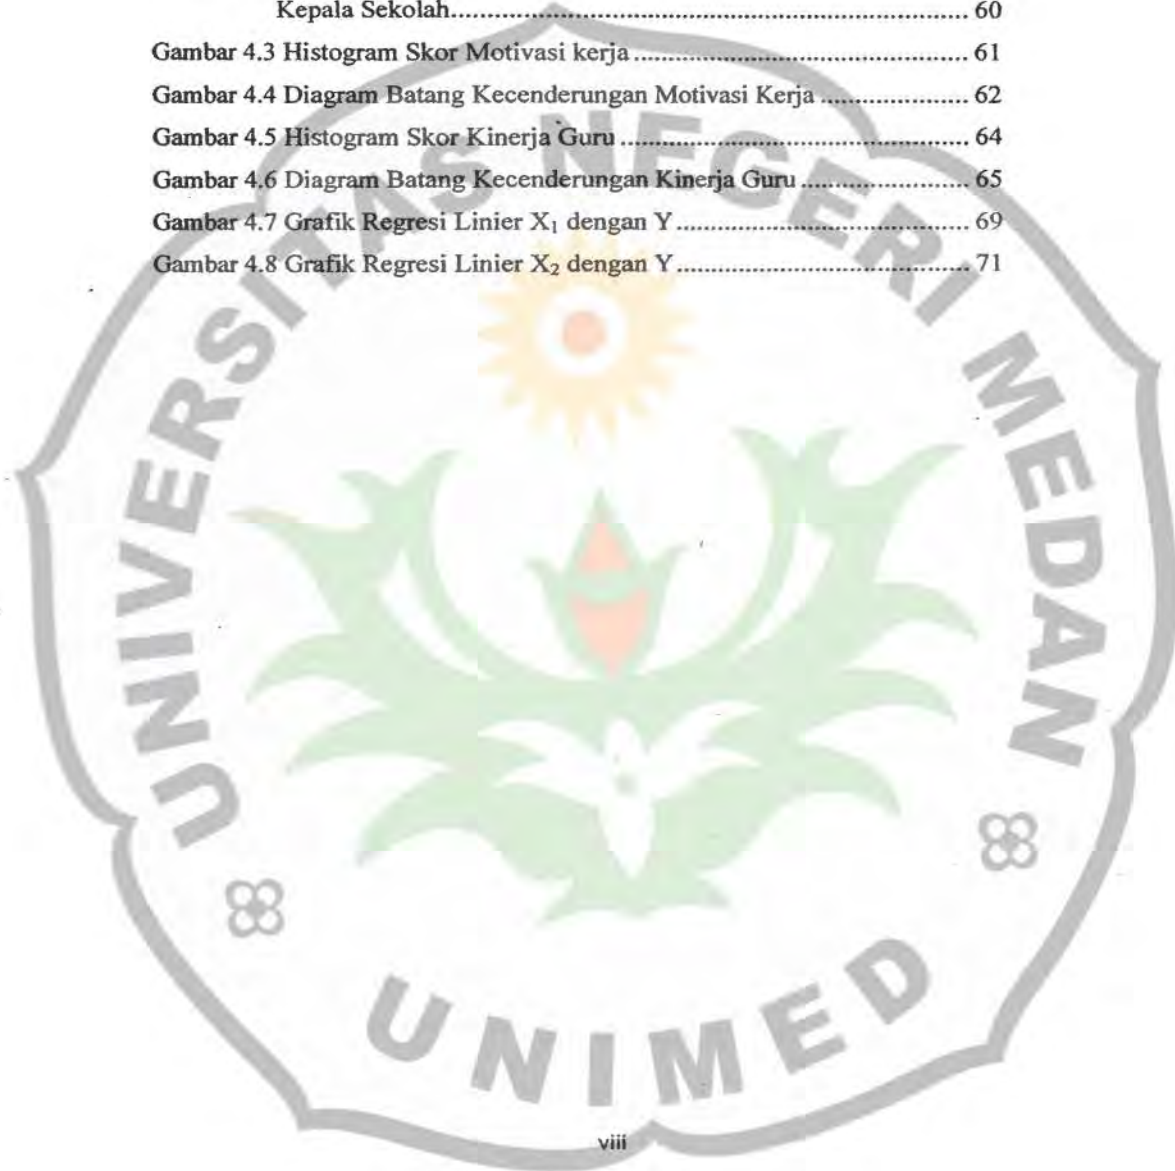 Kepala Sekolah........................................................................ 60
Gambar 4.3 Histogram Skor Motivasi kerja ................................................ 61
Gambar 4.4 Diagram Batang Kecenderungan Motivasi Kerja ...................... 62
Gambar 4.5 Histogram Skor Kinerja Guru .................................................. 64
Gambar 4.6 Diagram Batang Kecenderungan Kinerja Guru ......................... 65
Gambar 4.7 Grafik Regresi Linier X₁ dengan Y ........................................... 69
Gambar 4.8 Grafik Regresi Linier X₂ dengan Y ........................................... 71
UNIVERSITAS NEGERI MEDAN
UNIMED
viii